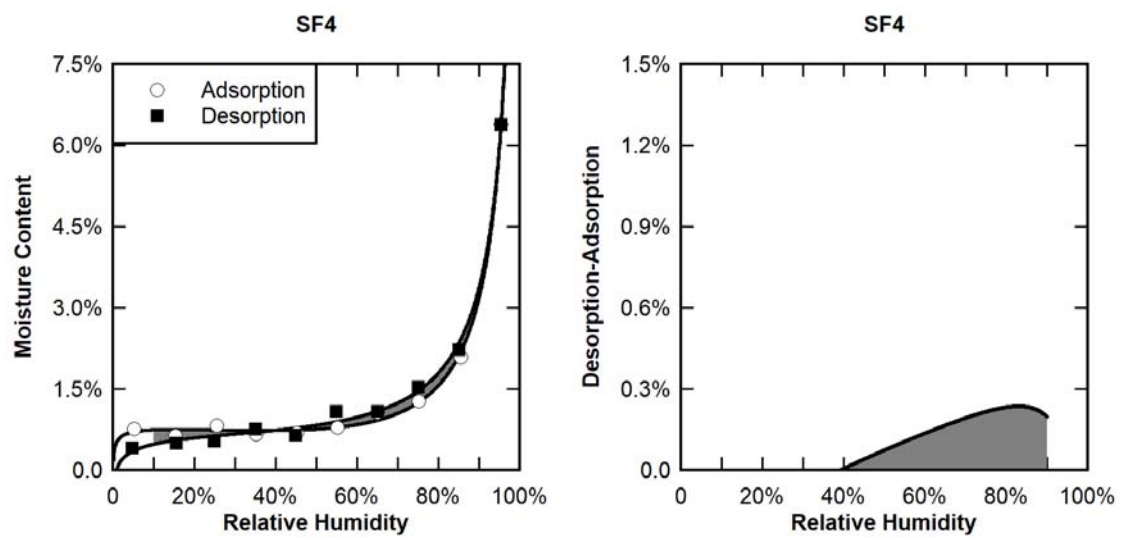 SF4
7.5%
6.0%
4.5%
3.0%
1.5%
0.0
Moisture Content
Adsorption
Desorption
0 20% 40% 60% 80% 100%
Relative Humidity
SF4
1.5%
1.2%
0.9%
0.6%
0.3%
0.0
Desorption-Adsorption
0 20% 40% 60% 80% 100%
Relative Humidity